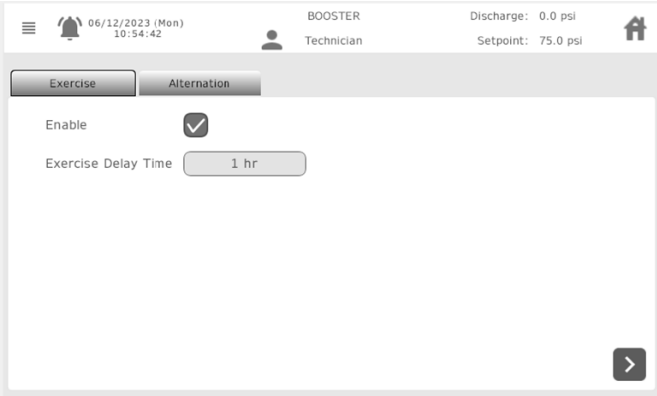 06/12/2023 (Mon)
10:54:42
BOOSTER
Technician
Discharge: 0.0 psi
Setpoint: 75.0 psi
Exercise
Alternation
Enable
Exercise Delay Time
1 hr